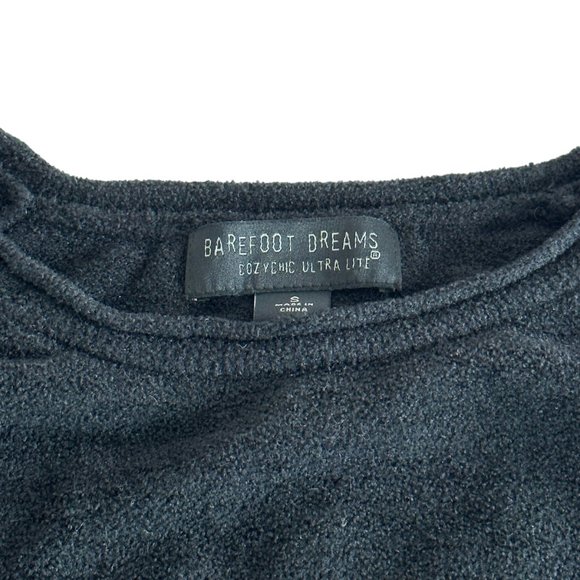 BAREFOOT DREAMS
COZYCHIC ULTRA LITE
S
MADE IN
CHINA